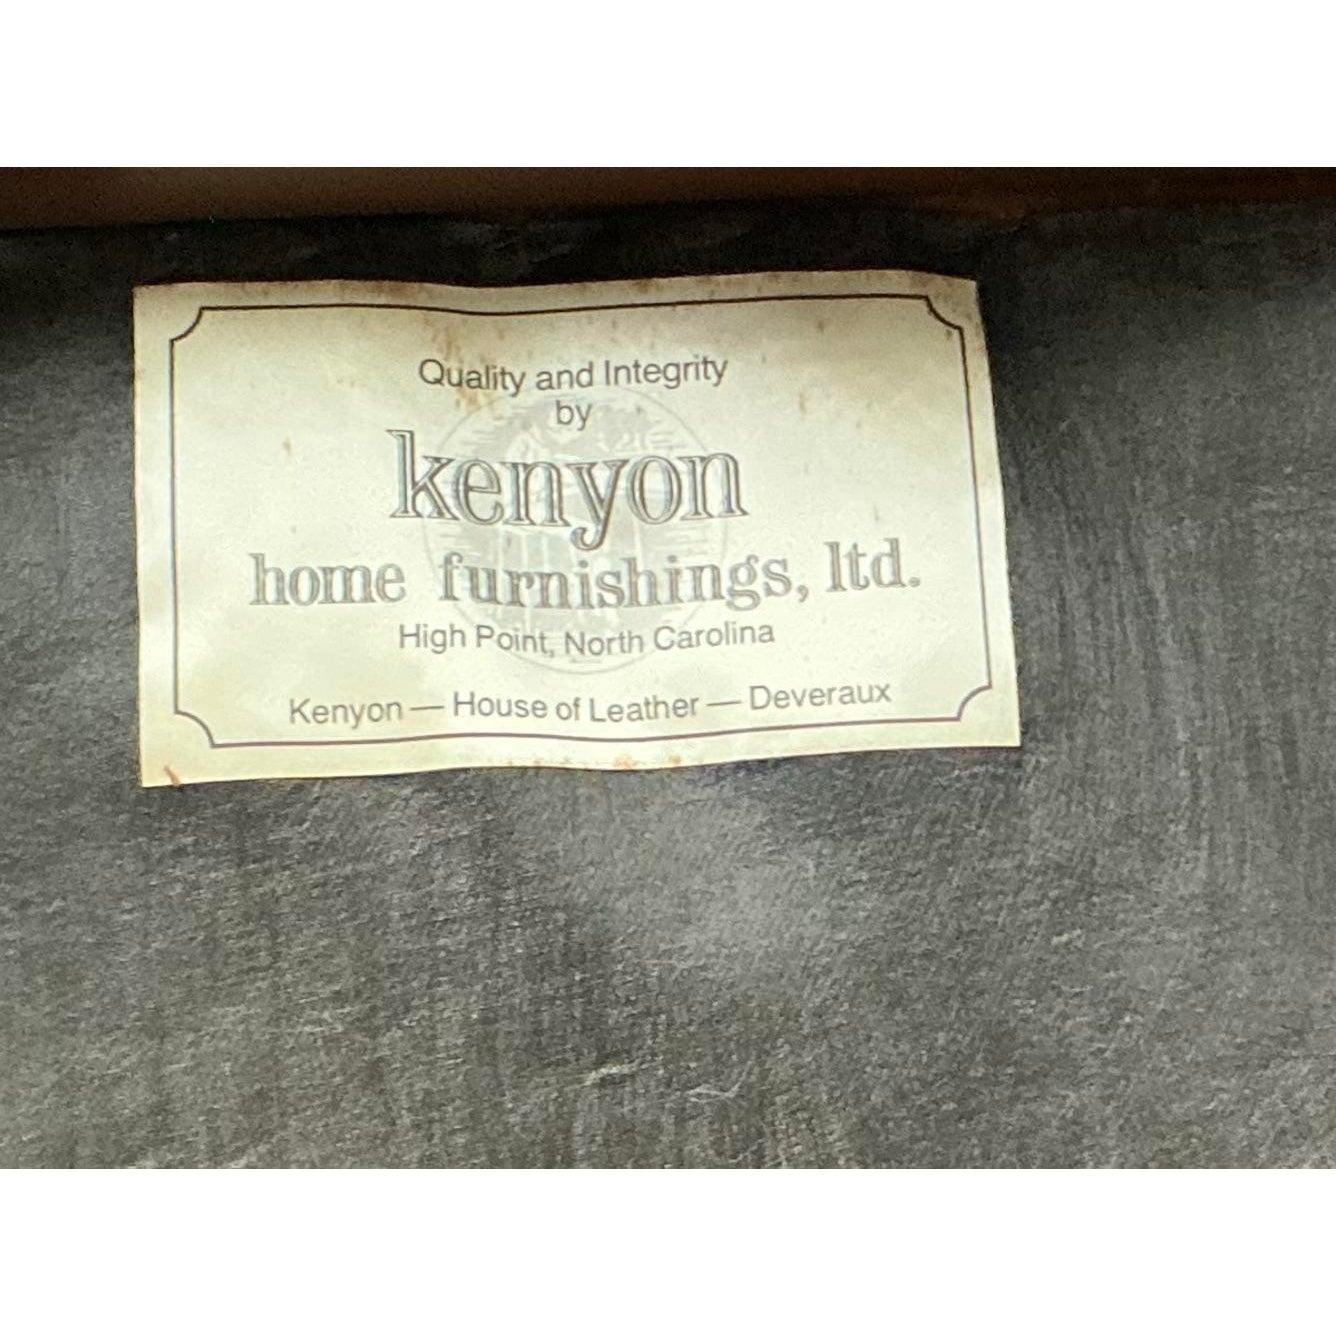 Quality and Integrity
by
kenyon
home furnishings, ltd.
High Point, North Carolina
Kenyon — House of Leather — Deveraux